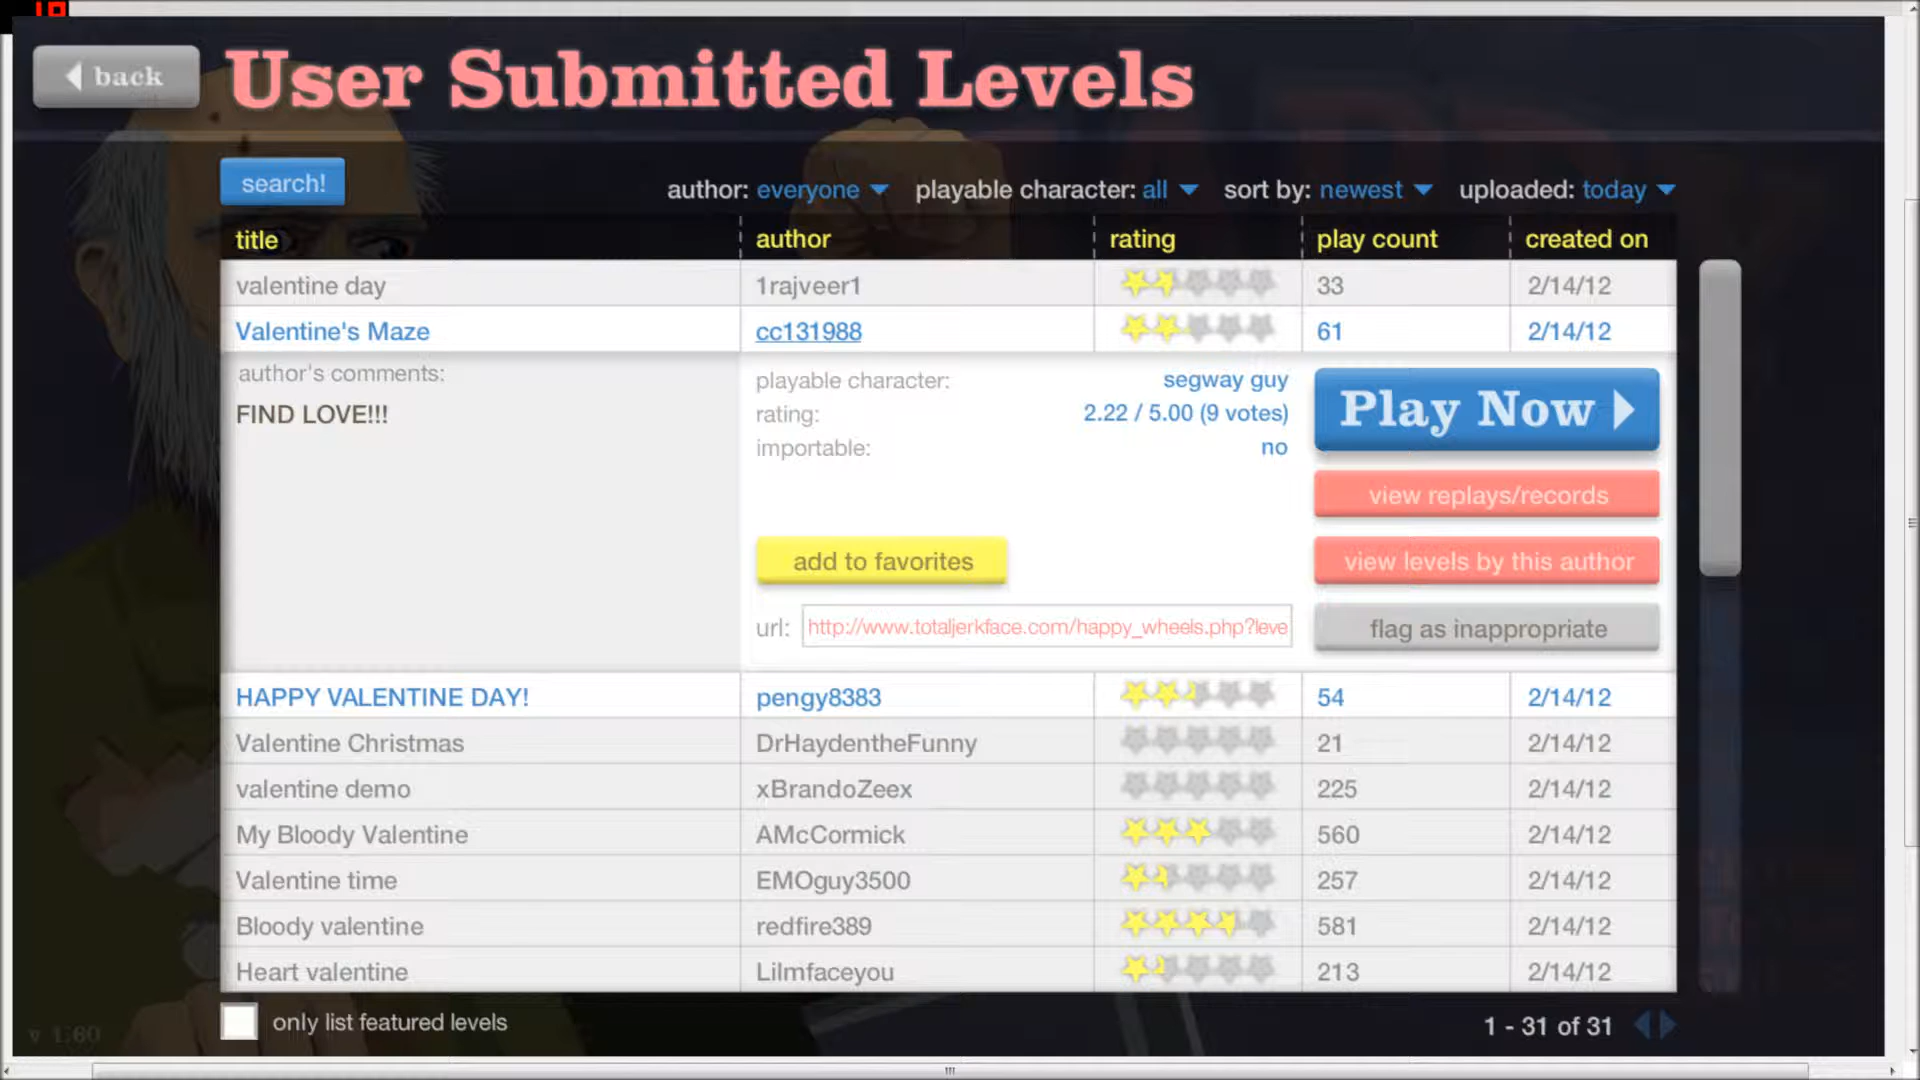 10
back
User Submitted Levels
search!
author: everyone playable character: all sort by: newest uploaded: today
title author rating play count created on
valentine day 1rajveer1 33 2/14/12
Valentine's Maze cc131988 61 2/14/12
author's comments:
FIND LOVE!!!
playable character: segway guy
rating: 2.22 / 5.00 (9 votes)
importable: no
Play Now
view replays/records
add to favorites
view levels by this author
url: http://www.totaljerkface.com/happy_wheels.php?leve
flag as inappropriate
HAPPY VALENTINE DAY! pengy8383 54 2/14/12
Valentine Christmas DrHaydentheFunny 21 2/14/12
valentine demo xBrandoZeex 225 2/14/12
My Bloody Valentine AMcCormick 560 2/14/12
Valentine time EMOguy3500 257 2/14/12
Bloody valentine redfire389 581 2/14/12
Heart valentine Lilmfaceyou 213 2/14/12
only list featured levels
1 - 31 of 31
v 1.60